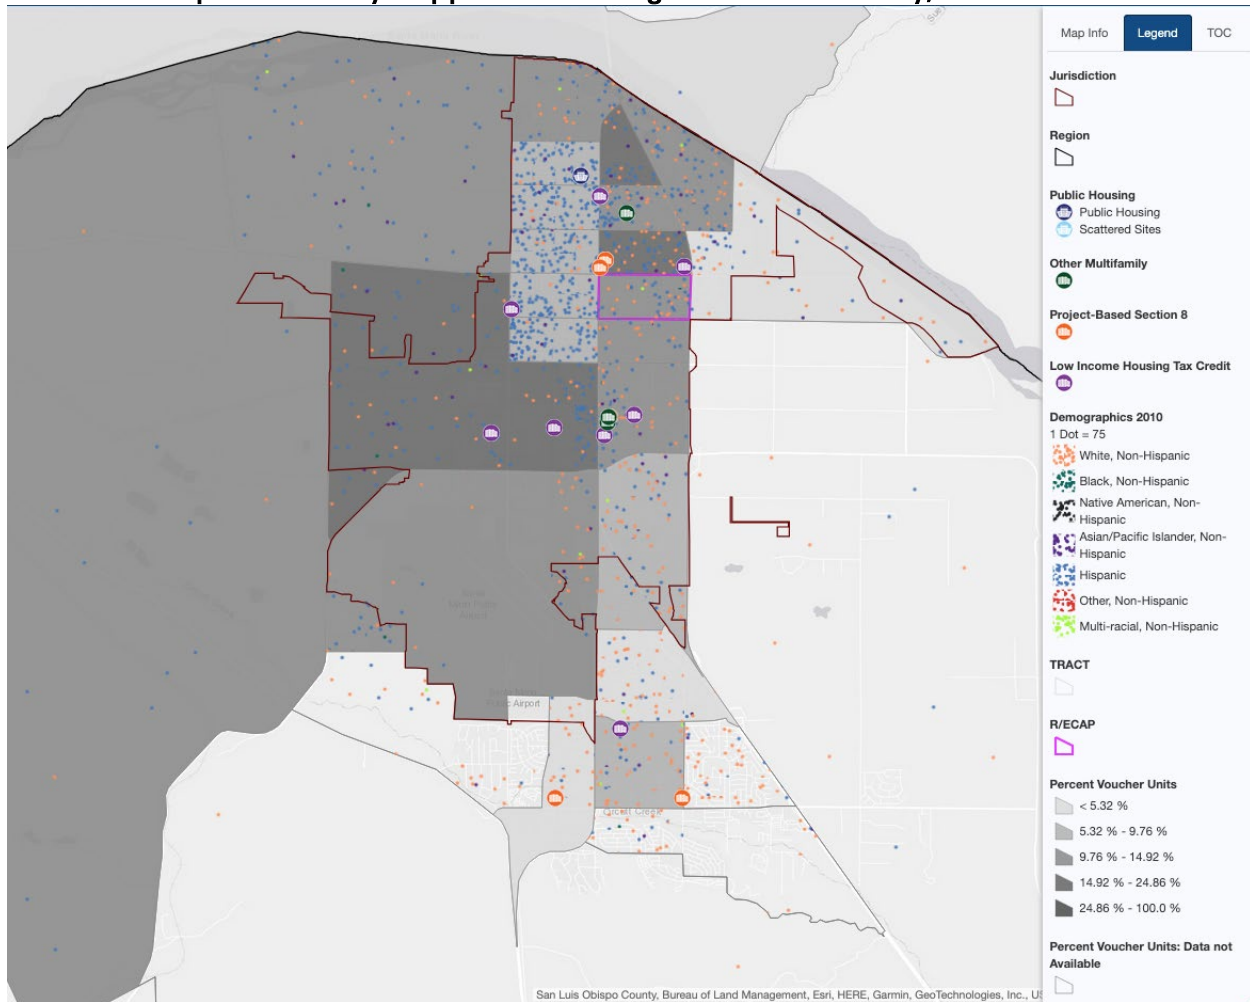 Map Info
Legend
TOC
Jurisdiction
Region
Public Housing
Public Housing
Scattered Sites
Other Multifamily
Project-Based Section 8
Low Income Housing Tax Credit
Demographics 2010
1 Dot = 75
White, Non-Hispanic
Black, Non-Hispanic
Native American, Non-
Hispanic
Asian/Pacific Islander, Non-
Hispanic
Hispanic
Other, Non-Hispanic
Multi-racial, Non-Hispanic
TRACT
R/ECAP
Percent Voucher Units
< 5.32 %
5.32 % - 9.76 %
9.76 % - 14.92 %
14.92 % - 24.86 %
24.86 % - 100.0 %
Percent Voucher Units: Data not
Available
Airport
San Luis Obispo County, Bureau of Land Management, Esri, HERE, Garmin, GeoTechnologies, Inc.,